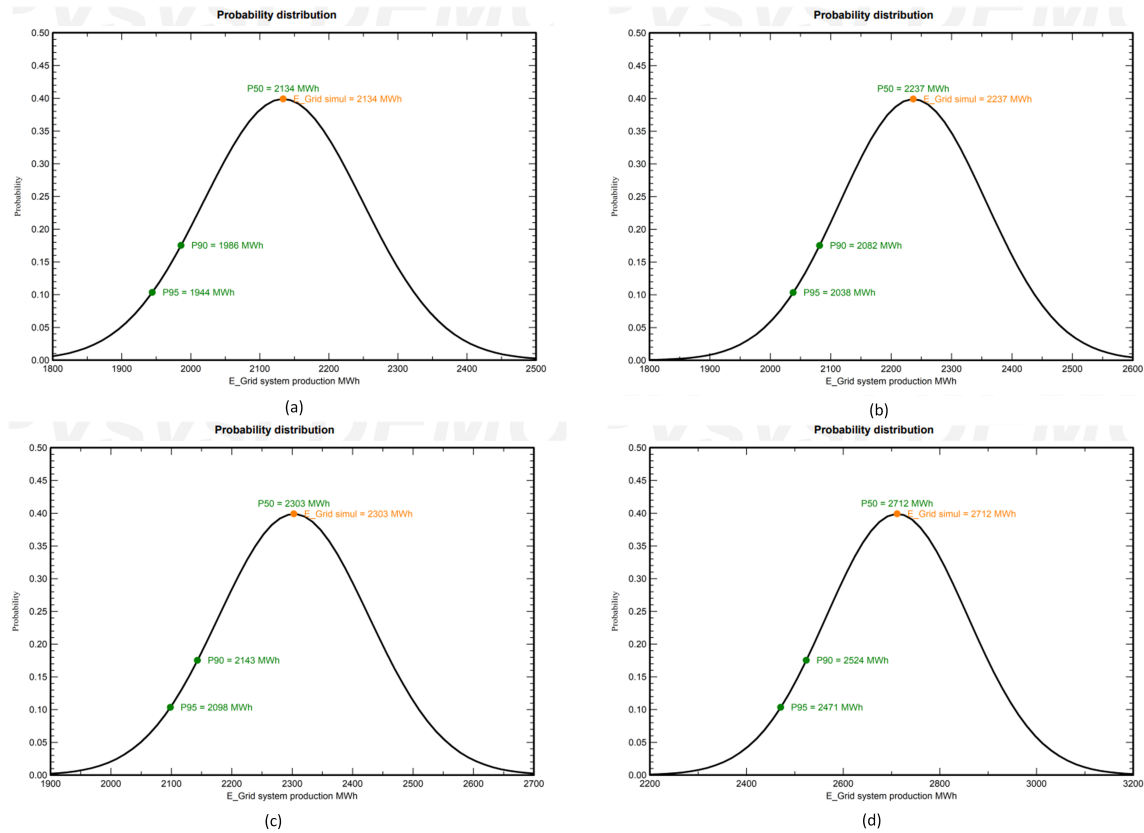 Probability distribution
0.50
0.45
0.40
0.35
0.30
0.25
0.20
0.15
0.10
0.05
0.00
Probability
P50 = 2134 MWh
E_Grid simul = 2134 MWh
P90 = 1986 MWh
P95 = 1944 MWh
1800 1900 2000 2100 2200 2300 2400 2500
E_Grid system production MWh
(a)
Probability distribution
0.50
0.45
0.40
0.35
0.30
0.25
0.20
0.15
0.10
0.05
0.00
Probability
P50 = 2237 MWh
E_Grid simul = 2237 MWh
P90 = 2082 MWh
P95 = 2038 MWh
1800 1900 2000 2100 2200 2300 2400 2500 2600
E_Grid system production MWh
(b)
Probability distribution
0.50
0.45
0.40
0.35
0.30
0.25
0.20
0.15
0.10
0.05
0.00
Probability
P50 = 2303 MWh
E_Grid simul = 2303 MWh
P90 = 2143 MWh
P95 = 2098 MWh
1900 2000 2100 2200 2300 2400 2500 2600 2700
E_Grid system production MWh
(c)
Probability distribution
0.50
0.45
0.40
0.35
0.30
0.25
0.20
0.15
0.10
0.05
0.00
Probability
P50 = 2712 MWh
E_Grid simul = 2712 MWh
P90 = 2524 MWh
P95 = 2471 MWh
2200 2400 2600 2800 3000 3200
E_Grid system production MWh
(d)